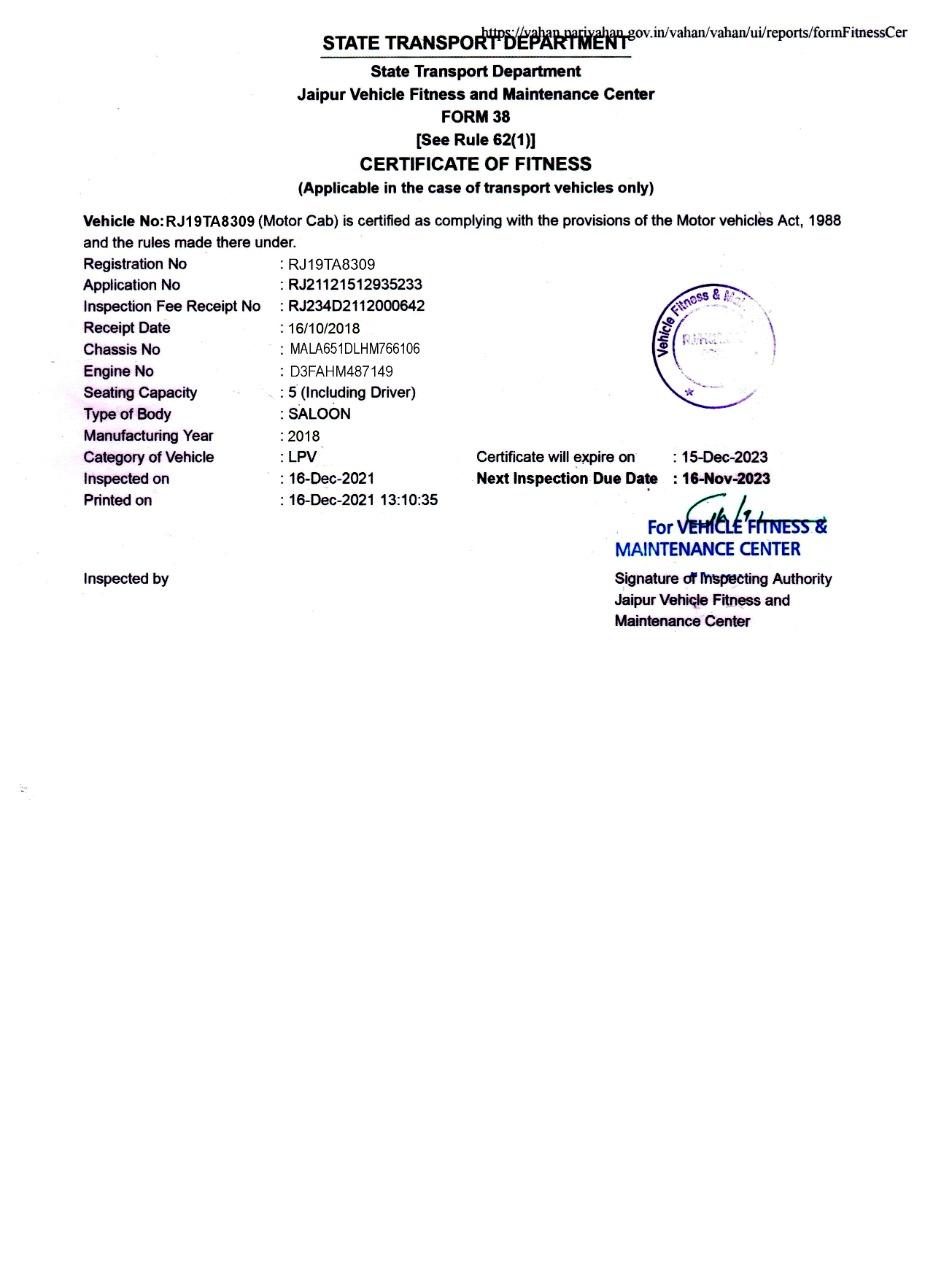 https://vahan.parivahan.gov.in/vahan/vahan/ui/reports/formFitnessCer
STATE TRANSPORT DEPARTMENT
State Transport Department
Jaipur Vehicle Fitness and Maintenance Center
FORM 38
[See Rule 62(1)]
CERTIFICATE OF FITNESS
(Applicable in the case of transport vehicles only)
Vehicle No:RJ19TA8309 (Motor Cab) is certified as complying with the provisions of the Motor vehicles Act, 1988
and the rules made there under.
Registration No : RJ19TA8309
Application No : RJ21121512935233
Inspection Fee Receipt No : RJ234D2112000642
Receipt Date : 16/10/2018
Chassis No : MALA651DLHM766106
Engine No : D3FAHM487149
Seating Capacity : 5 (Including Driver)
Type of Body : SALOON
Manufacturing Year : 2018
Category of Vehicle : LPV Certificate will expire on : 15-Dec-2023
Inspected on : 16-Dec-2021 Next Inspection Due Date : 16-Nov-2023
Printed on : 16-Dec-2021 13:10:35
Vehicle Fitness &
For VEHICLE FITNESS &
MAINTENANCE CENTER
Inspected by Signature of Inspecting Authority
Jaipur Vehicle Fitness and
Maintenance Center